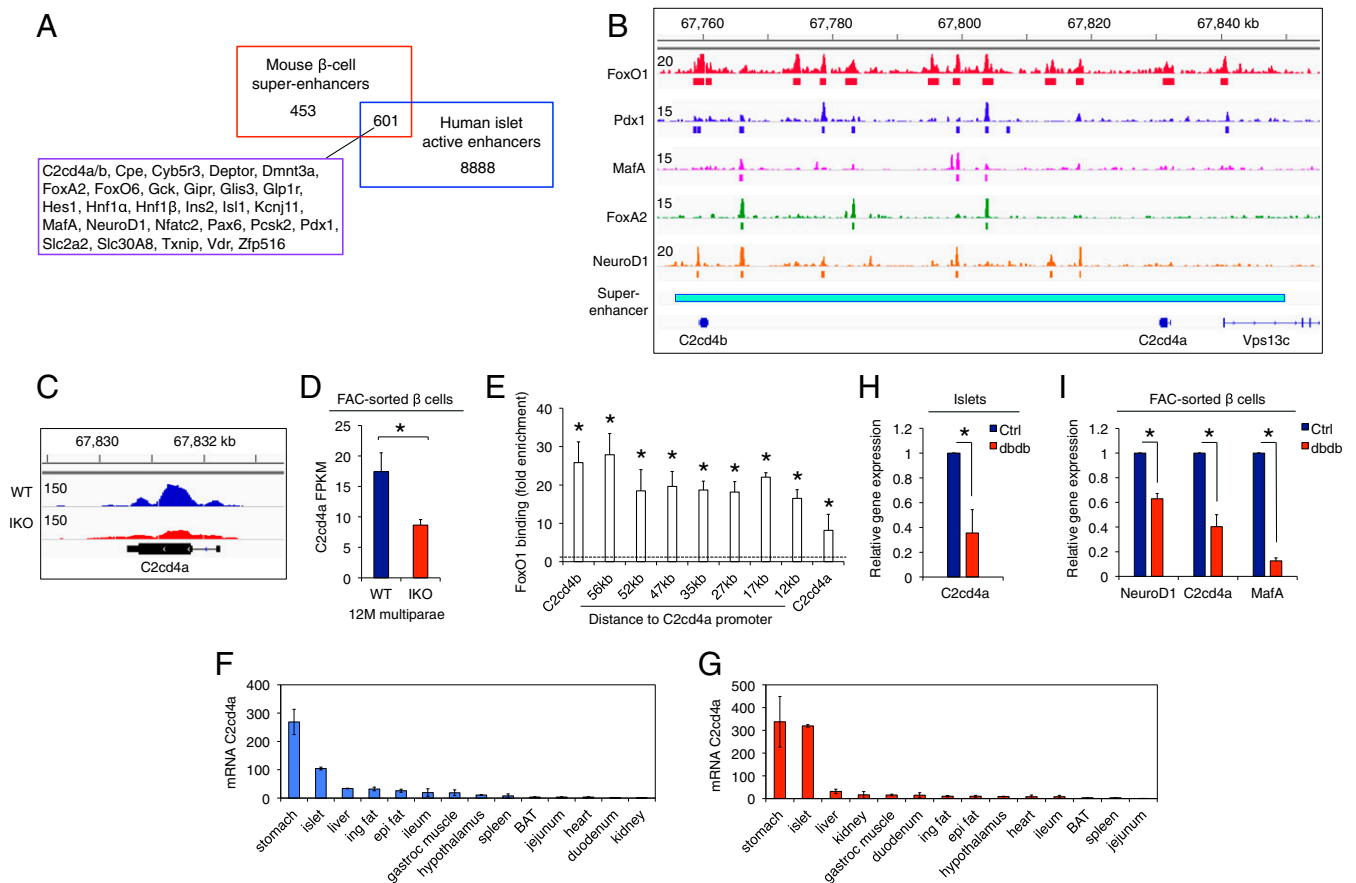 A
Mouse β-cell
super-enhancers
453
601
Human islet
active enhancers
8888
C2cd4a/b, Cpe, Cyb5r3, Deptor, Dmnt3a,
FoxA2, FoxO6, Gck, Gipr, Glis3, Glp1r,
Hes1, Hnf1α, Hnf1β, Ins2, Isl1, Kcnj11,
MafA, NeuroD1, Nfatc2, Pax6, Pcsk2, Pdx1,
Slc2a2, Slc30A8, Txnip, Vdr, Zfp516
B
67,760 67,780 67,800 67,820 67,840 kb
FoxO1 20
Pdx1 15
MafA 15
FoxA2 15
NeuroD1 20
Super-
enhancer
C2cd4b C2cd4a Vps13c
C
67,830 67,832 kb
WT 150
IKO 150
C2cd4a
D
FAC-sorted β cells
C2cd4a FPKM
25
20
15
10
5
0
*
WT IKO
12M multiparae
E
FoxO1 binding (fold enrichment)
40
30
20
10
0
* * * * * * * * *
C2cd4b 56kb 52kb 47kb 35kb 27kb 17kb 12kb C2cd4a
Distance to C2cd4a promoter
H
Islets
Ctrl
dbdb
Relative gene expression
1.2
1
0.8
0.6
0.4
0.2
0
*
C2cd4a
I
FAC-sorted β cells
Ctrl
dbdb
Relative gene expression
1.2
1
0.8
0.6
0.4
0.2
0
* * *
NeuroD1 C2cd4a MafA
F
mRNA C2cd4a
400
300
200
100
0
stomach islet liver ing fat epi fat ileum gastroc muscle hypothalamus spleen BAT jejunum heart duodenum kidney
G
mRNA C2cd4a
500
400
300
200
100
0
stomach islet liver kidney gastroc muscle duodenum ing fat epi fat hypothalamus heart ileum BAT spleen jejunum